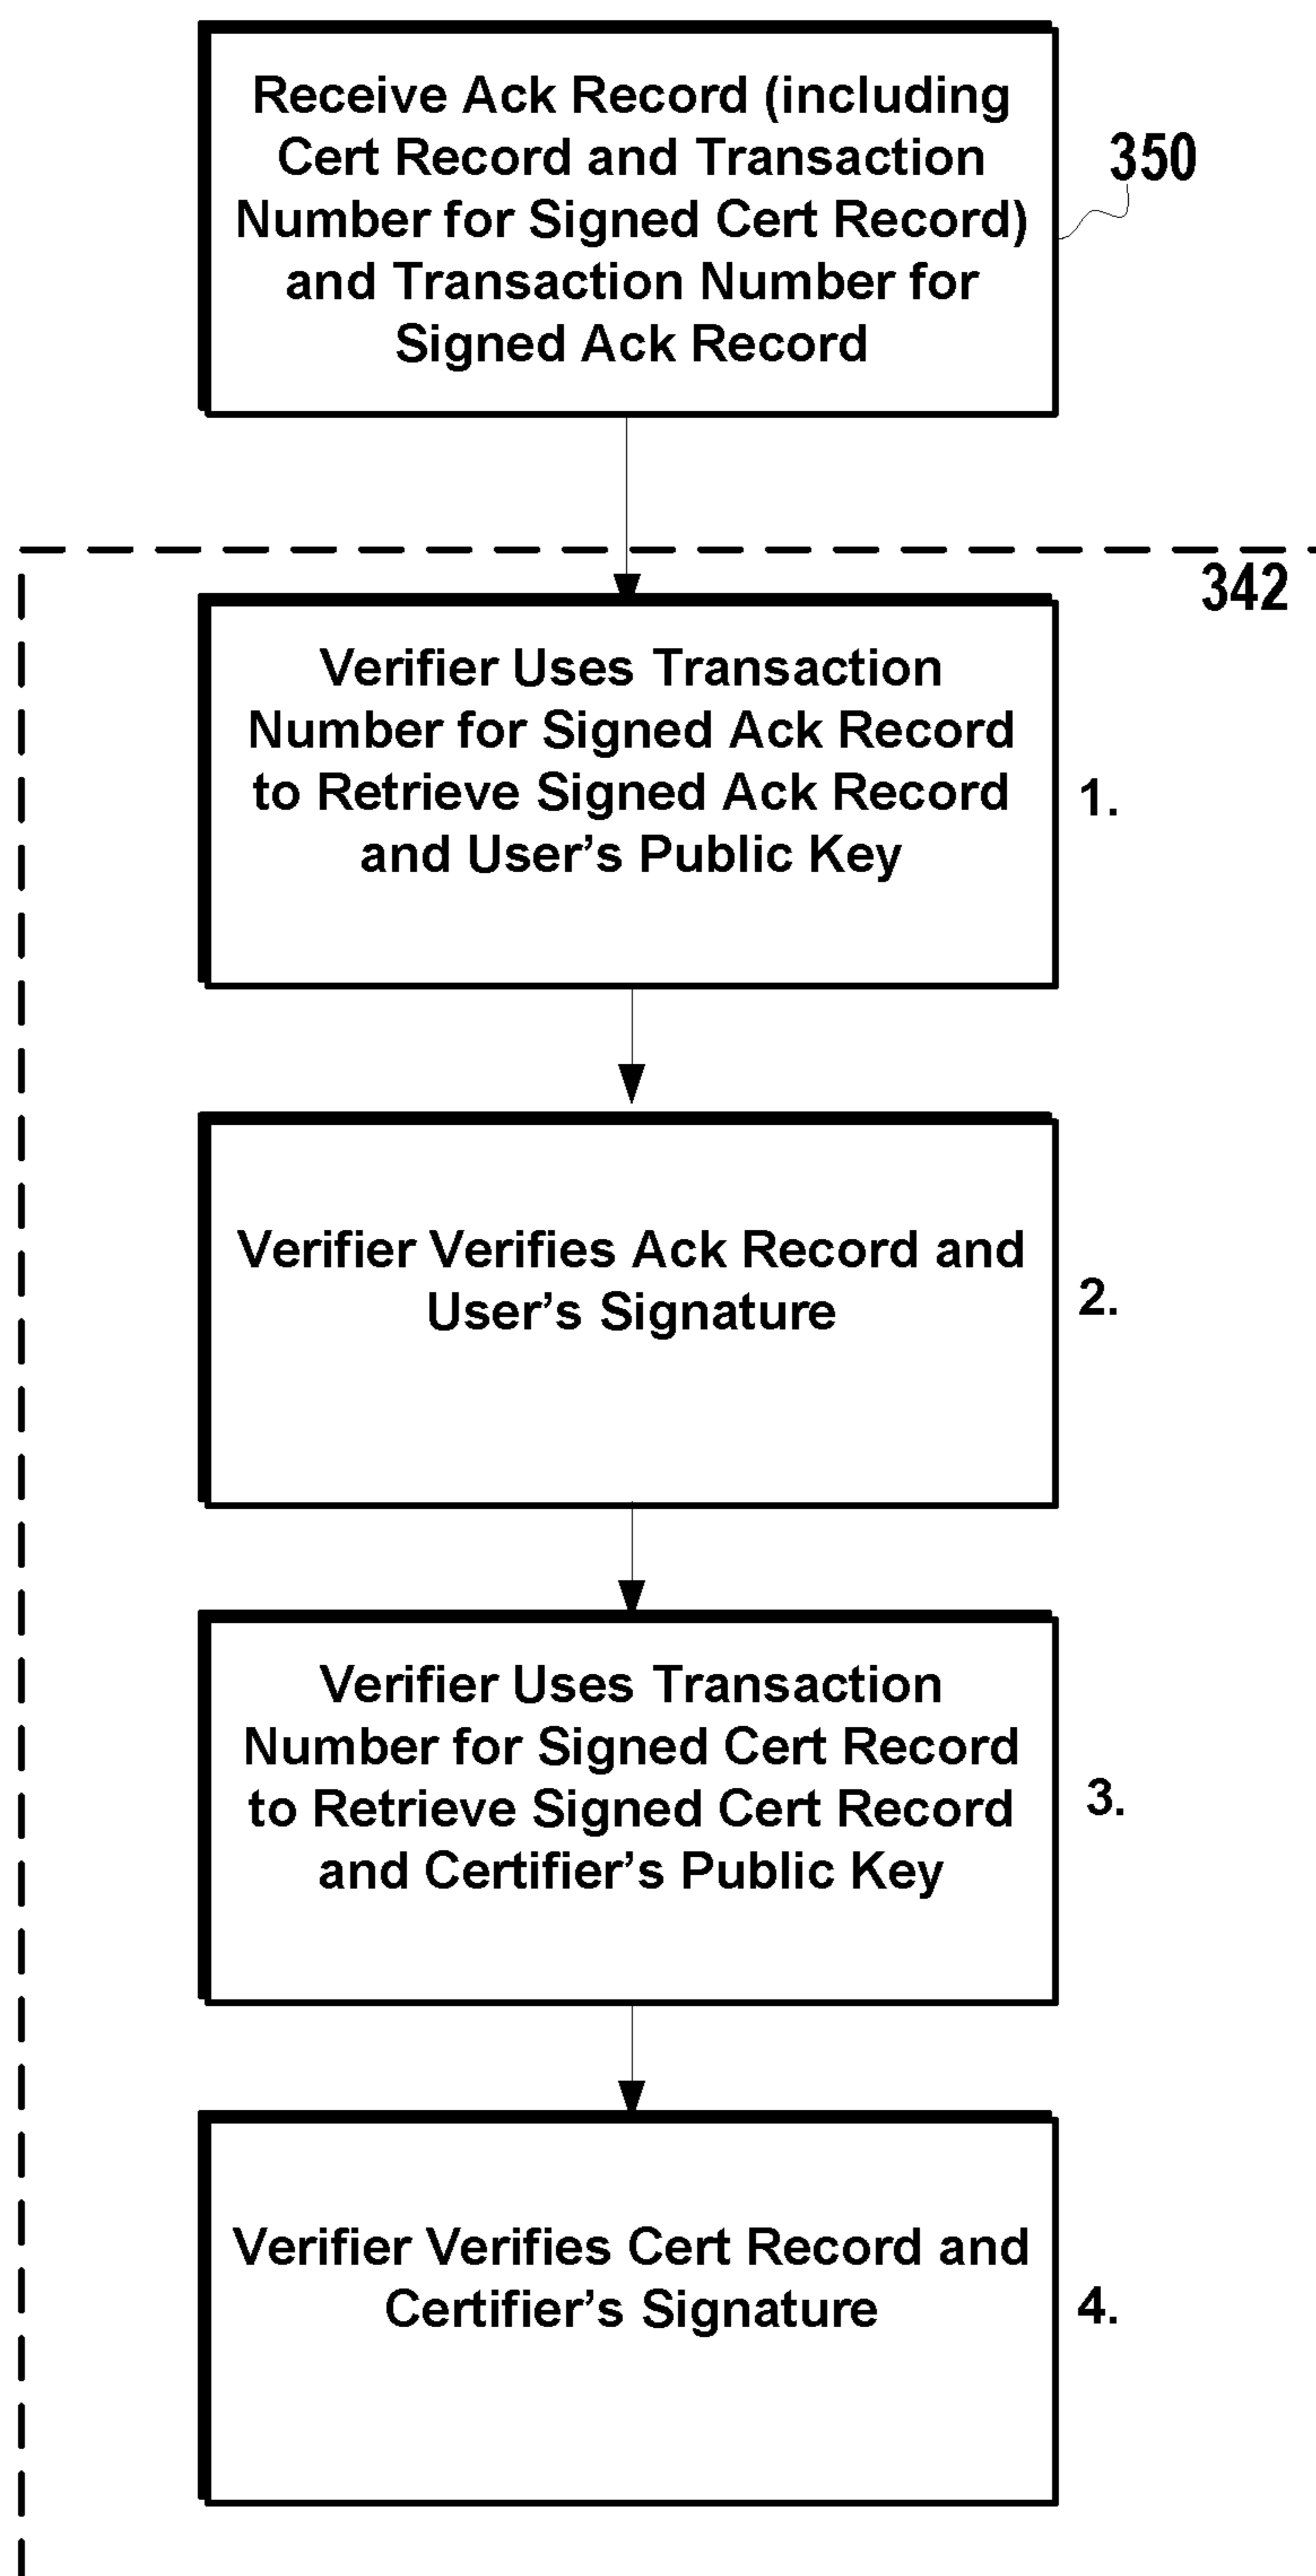 Receive Ack Record (including
Cert Record and Transaction
Number for Signed Cert Record)
and Transaction Number for
Signed Ack Record
350
342
Verifier Uses Transaction
Number for Signed Ack Record
to Retrieve Signed Ack Record
and User’s Public Key
1.
Verifier Verifies Ack Record and
User’s Signature
2.
Verifier Uses Transaction
Number for Signed Cert Record
to Retrieve Signed Cert Record
and Certifier’s Public Key
3.
Verifier Verifies Cert Record and
Certifier’s Signature
4.